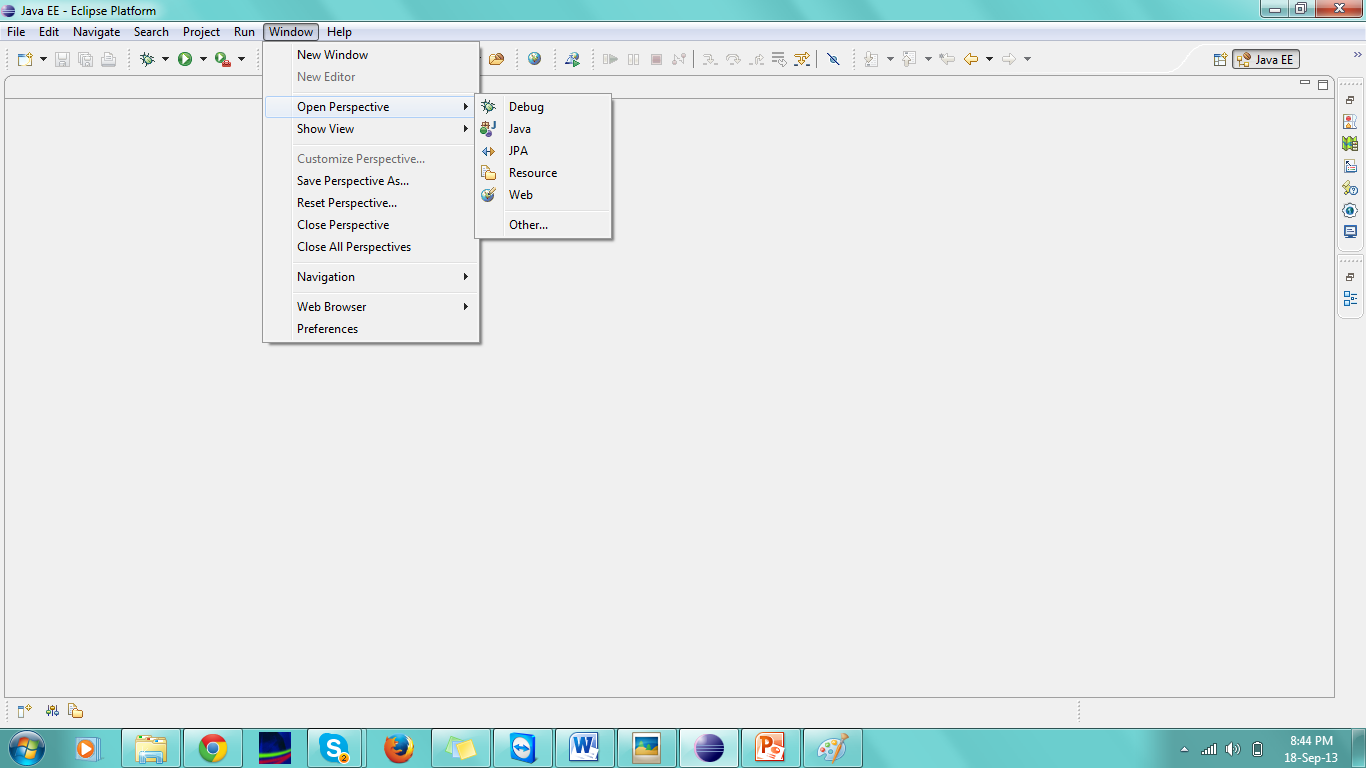 Java EE - Eclipse Platform
File Edit Navigate Search Project Run Window Help
Java EE
New Window
New Editor
Open Perspective
Show View
Customize Perspective...
Save Perspective As...
Reset Perspective...
Close Perspective
Close All Perspectives
Navigation
Web Browser
Preferences
Debug
Java
JPA
Resource
Web
Other...
2
8:44 PM
18-Sep-13